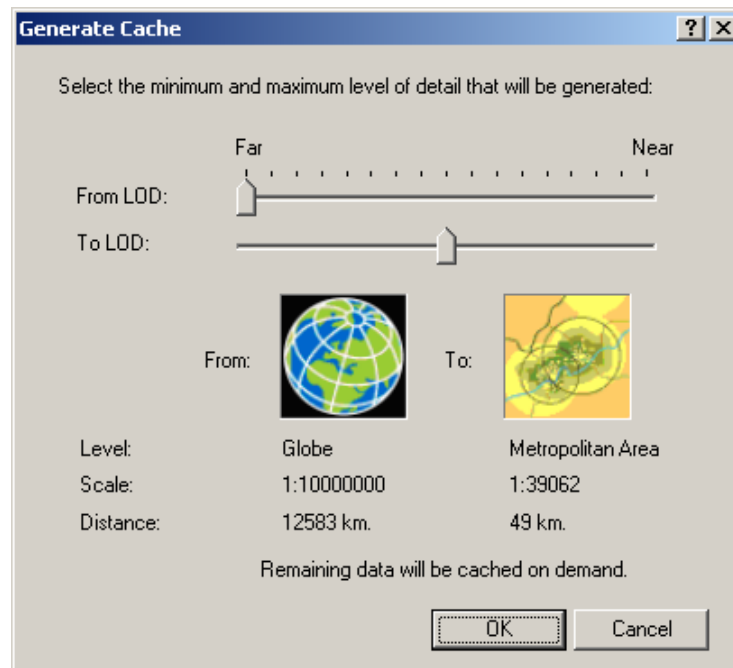 Generate Cache
Select the minimum and maximum level of detail that will be generated:
Far Near
From LOD:
To LOD:
From: To:
Level: Globe Metropolitan Area
Scale: 1:10000000 1:39062
Distance: 12583 km. 49 km.
Remaining data will be cached on demand.
OK Cancel